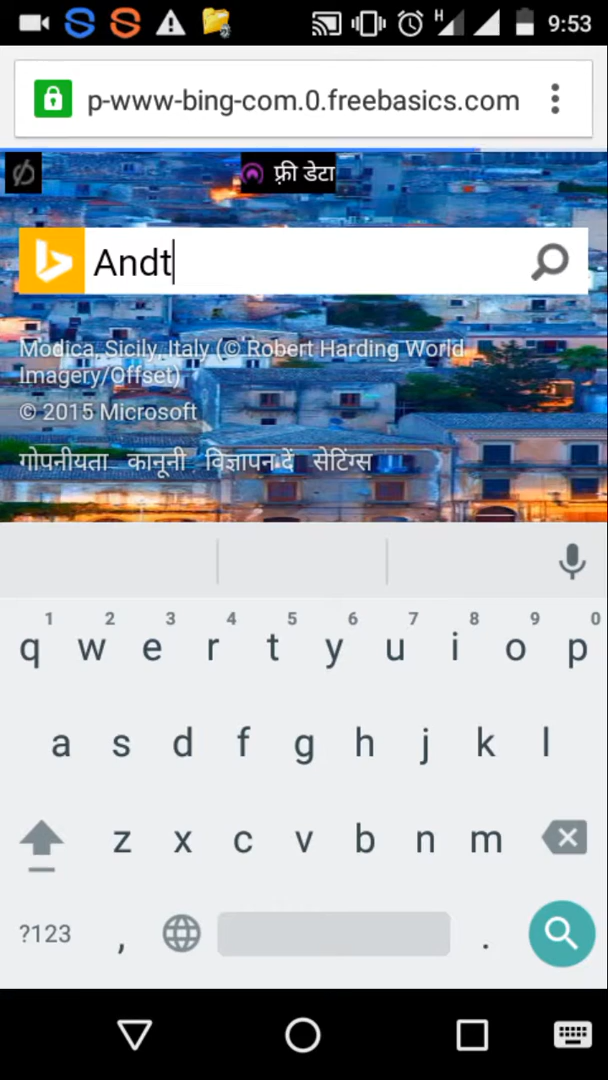 9:53
H
p-www-bing-com.0.freebasics.com
फ़्री डेटा
Andt
Modica, Sicily, Italy (© Robert Harding World
Imagery/Offset)
© 2015 Microsoft
गोपनीयता कानूनी विज्ञापन दें सेटिंग्स
1 2 3 4 5 6 7 8 9 0
q w e r t y u i o p
a s d f g h j k l
z x c v b n m
?123 , .